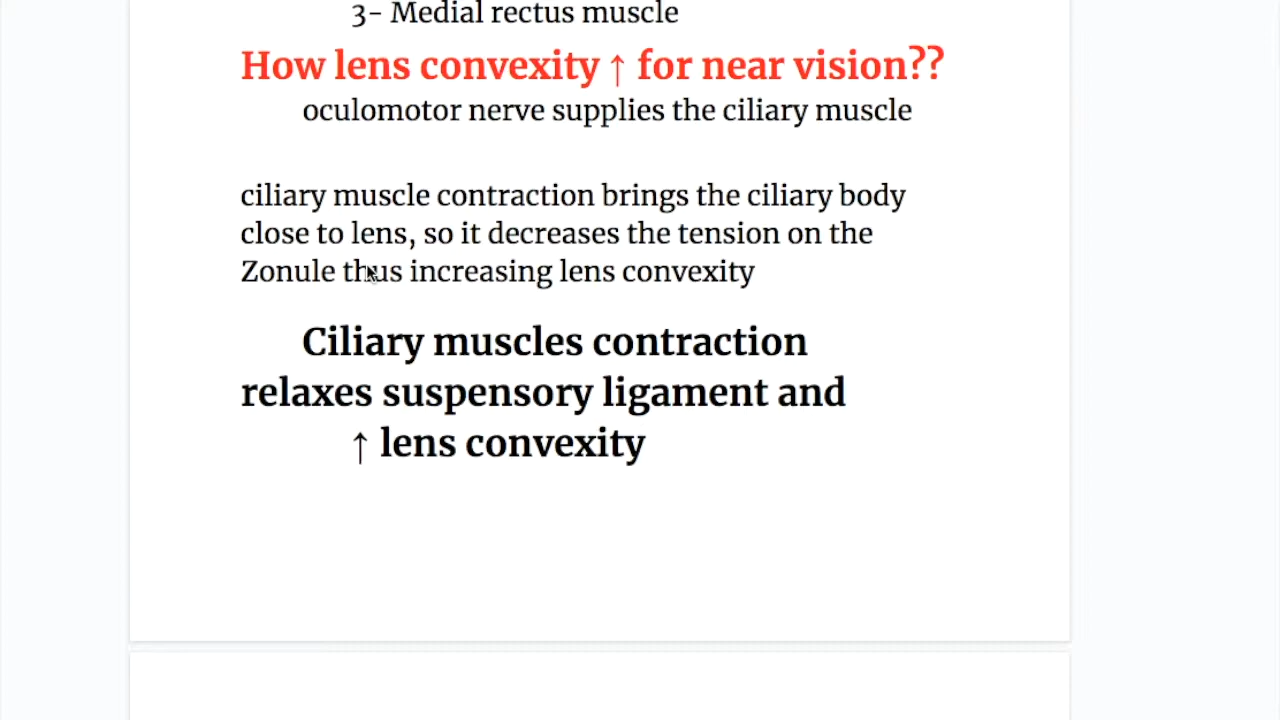 3- Medial rectus muscle
How lens convexity ↑ for near vision??
oculomotor nerve supplies the ciliary muscle
ciliary muscle contraction brings the ciliary body
close to lens, so it decreases the tension on the
Zonule thus increasing lens convexity
Ciliary muscles contraction
relaxes suspensory ligament and
↑ lens convexity